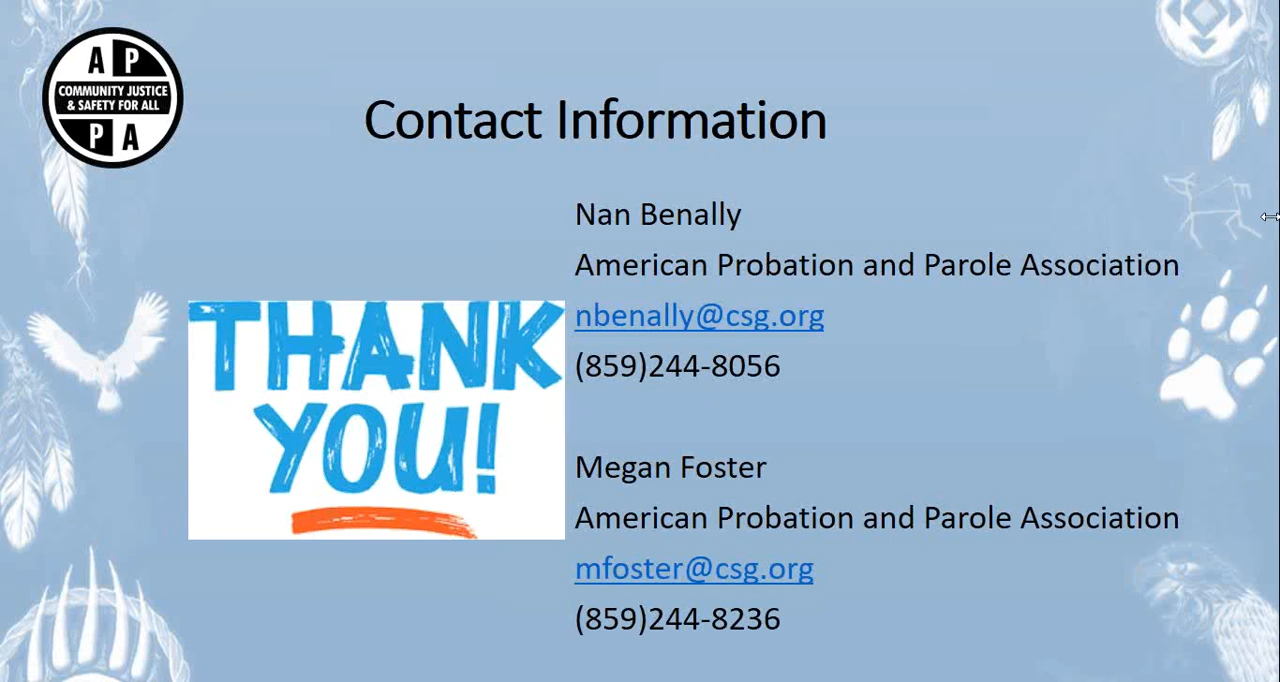 A P
COMMUNITY JUSTICE
& SAFETY FOR ALL
P A
Contact Information
Nan Benally
American Probation and Parole Association
nbenally@csg.org
(859)244-8056
THANK
YOU!
Megan Foster
American Probation and Parole Association
mfoster@csg.org
(859)244-8236